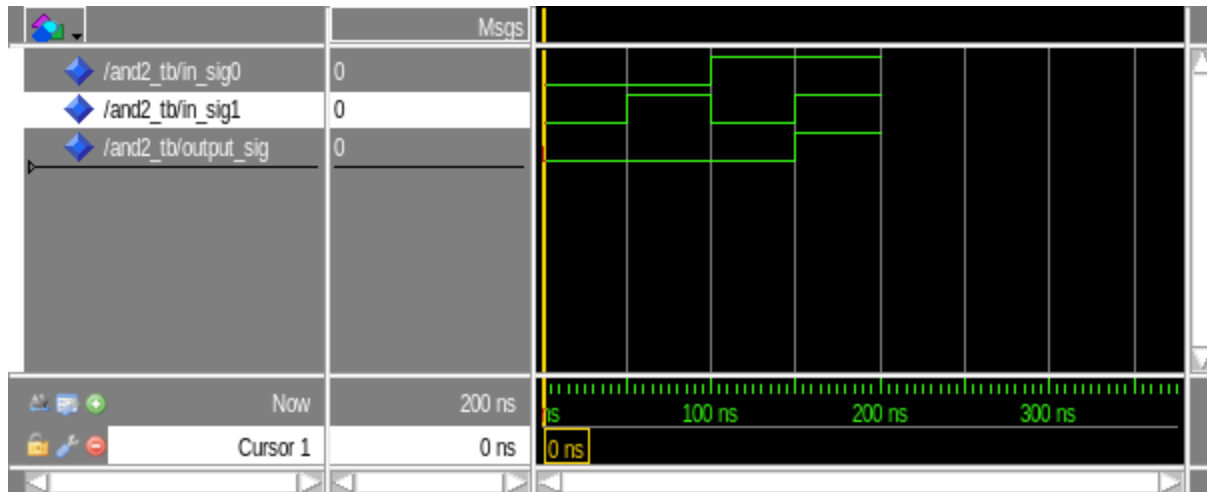 Msgs
/and2_tb/in_sig0 0
/and2_tb/in_sig1 0
/and2_tb/output_sig 0
Now 200 ns
ns 100 ns 200 ns 300 ns
Cursor 1 0 ns 0 ns